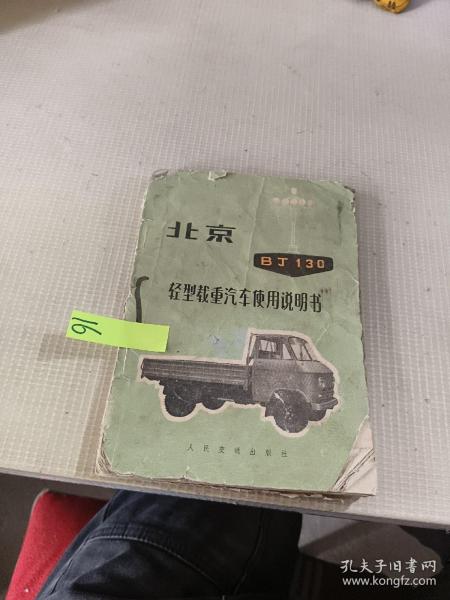 北京
BJ130
轻型载重汽车使用说明书
16
人民交通出版社
孔夫子旧书网
www.kongfz.com